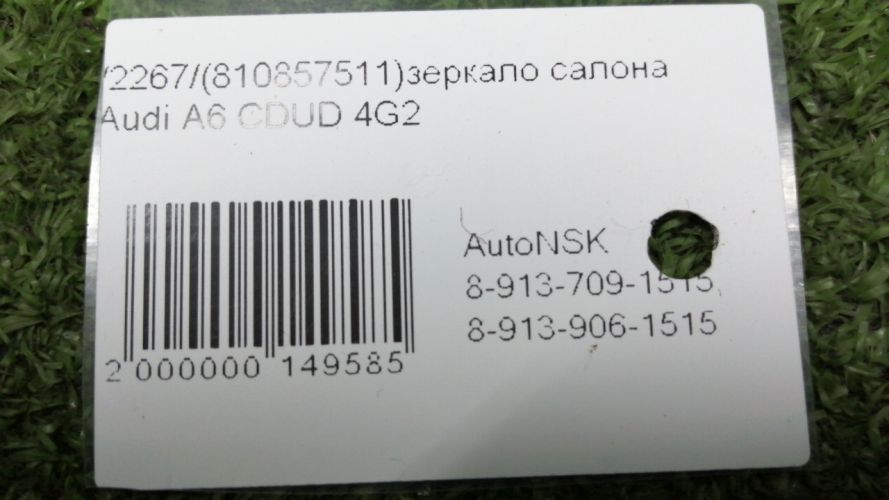 /2267/(810857511)зеркало салона
Audi A6 CDUD 4G2
AutoNSK
8-913-709-1515
8-913-906-1515
2 000000 149585